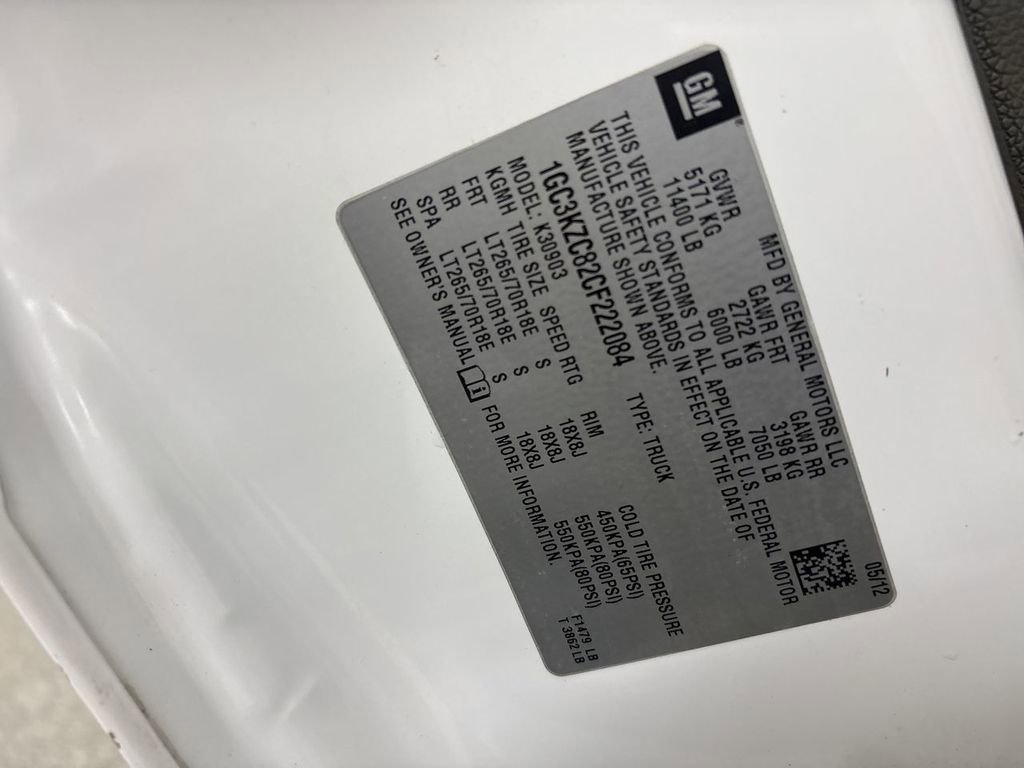 GM
MFD BY GENERAL MOTORS LLC 05/12
GVWR GAWR FRT GAWR RR
5171 KG 2722 KG 3198 KG
11400 LB 6000 LB 7050 LB
THIS VEHICLE CONFORMS TO ALL APPLICABLE U.S. FEDERAL MOTOR
VEHICLE SAFETY STANDARDS IN EFFECT ON THE DATE OF
MANUFACTURE SHOWN ABOVE.
1GC3KZC82CF222084 TYPE: TRUCK
MODEL: K30903
KGMH TIRE SIZE SPEED RTG RIM COLD TIRE PRESSURE
FRT LT265/70R18E S 18X8J 450KPA(65PSI)
RR LT265/70R18E S 18X8J 550KPA(80PSI)
SPA LT265/70R18E S 18X8J 550KPA(80PSI)
SEE OWNER'S MANUAL i FOR MORE INFORMATION.
F1479 LB
T 3862 LB